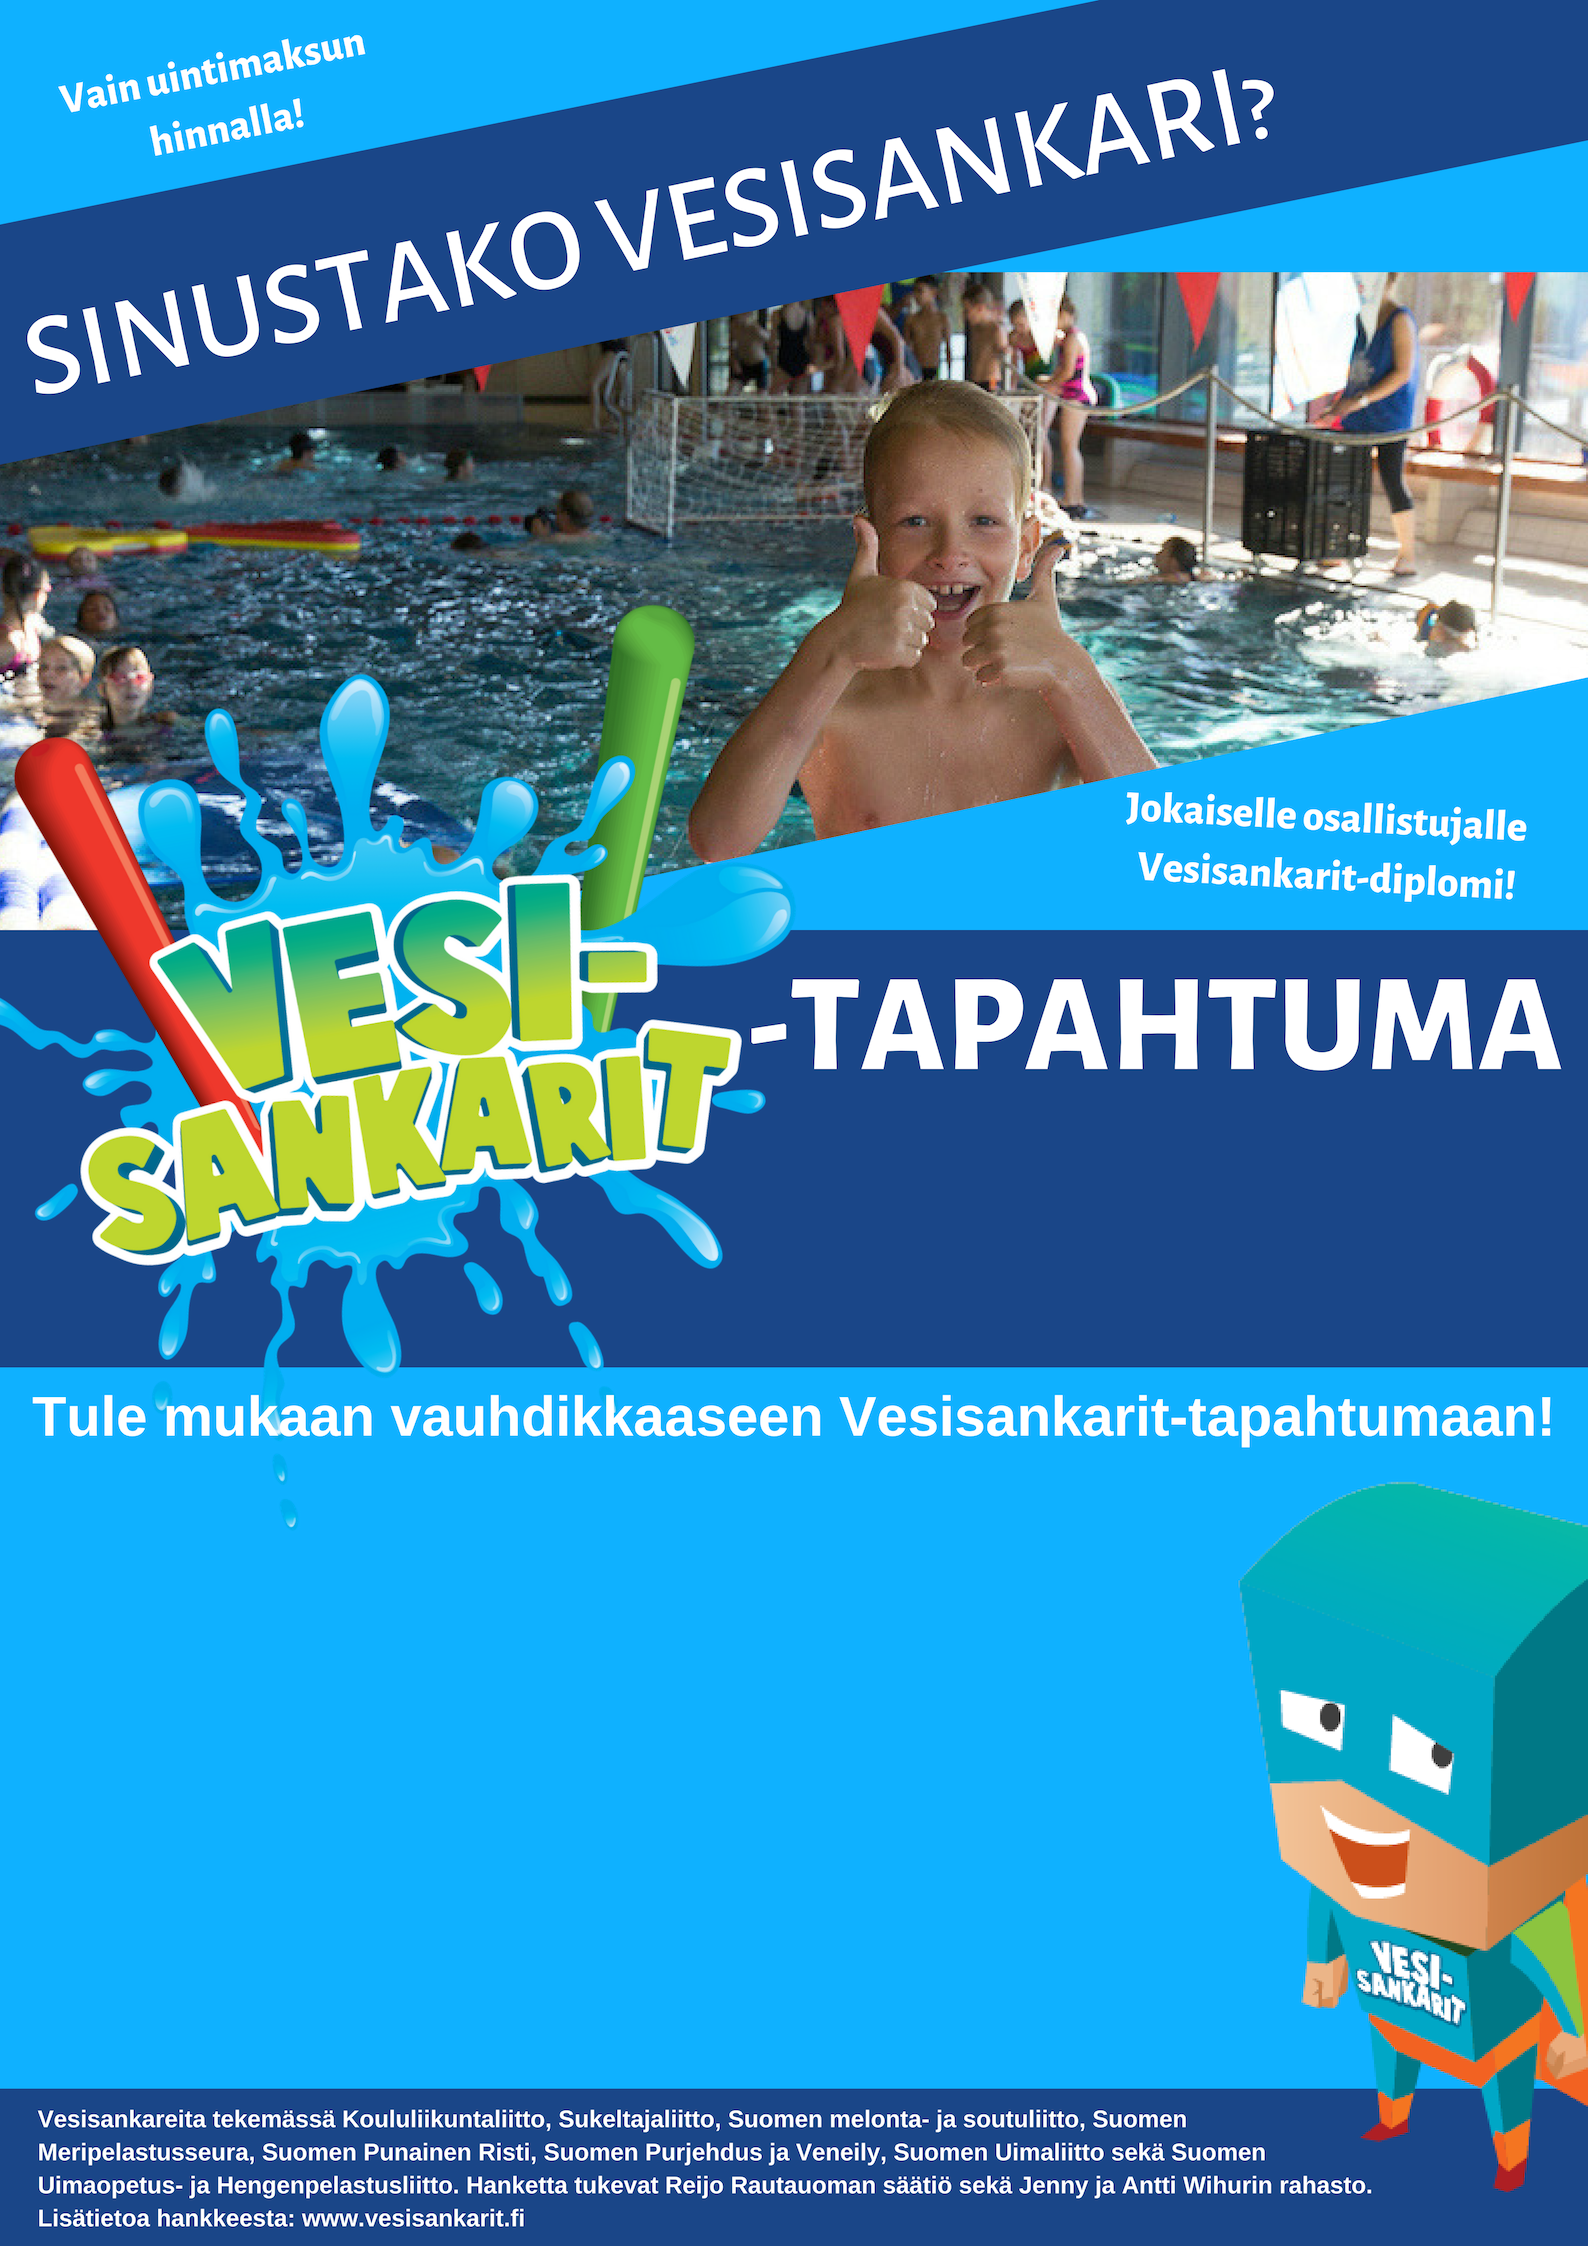 Vain uintimaksun
hinnalla!
SINUSTAKO VESISANKARI?
Jokaiselle osallistujalle
Vesisankarit-diplomi!
VESI-
SANKARIT
-TAPAHTUMA
Tule mukaan vauhdikkaaseen Vesisankarit-tapahtumaan!
VESI-
SANKARIT
Vesisankareita tekemässä Koululiikuntaliitto, Sukeltajaliitto, Suomen melonta- ja soutuliitto, Suomen
Meripelastusseura, Suomen Punainen Risti, Suomen Purjehdus ja Veneily, Suomen Uimaliitto sekä Suomen
Uimaopetus- ja Hengenpelastusliitto. Hanketta tukevat Reijo Rautauoman säätiö sekä Jenny ja Antti Wihurin rahasto.
Lisätietoa hankkeesta: www.vesisankarit.fi